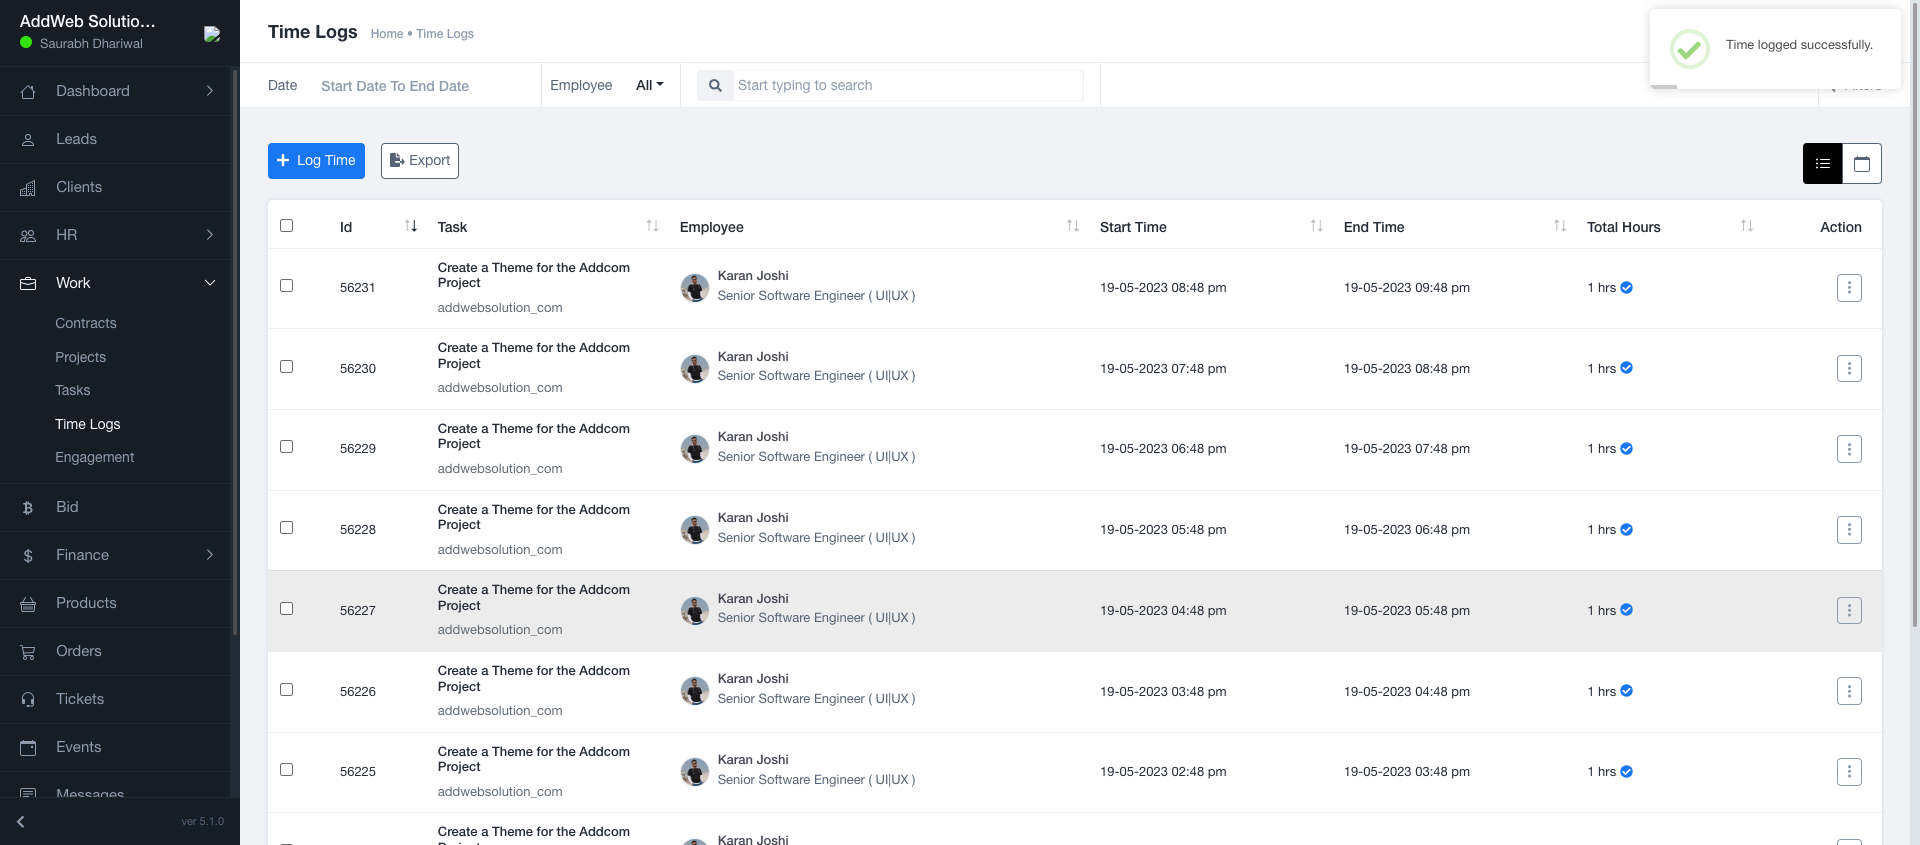 AddWeb Solutio...
Saurabh Dhariwal
Dashboard
Leads
Clients
HR
Work
Contracts
Projects
Tasks
Time Logs
Engagement
Bid
Finance
Products
Orders
Tickets
Events
Messages
ver 5.1.0
Time Logs Home • Time Logs
Time logged successfully.
Date Start Date To End Date Employee All Start typing to search
Log Time Export
Id Task Employee Start Time End Time Total Hours Action
Create a Theme for the Addcom
Project
addwebsolution_com
56231 Karan Joshi
Senior Software Engineer ( UI|UX )
19-05-2023 08:48 pm 19-05-2023 09:48 pm 1 hrs
Create a Theme for the Addcom
Project
addwebsolution_com
56230 Karan Joshi
Senior Software Engineer ( UI|UX )
19-05-2023 07:48 pm 19-05-2023 08:48 pm 1 hrs
Create a Theme for the Addcom
Project
addwebsolution_com
56229 Karan Joshi
Senior Software Engineer ( UI|UX )
19-05-2023 06:48 pm 19-05-2023 07:48 pm 1 hrs
Create a Theme for the Addcom
Project
addwebsolution_com
56228 Karan Joshi
Senior Software Engineer ( UI|UX )
19-05-2023 05:48 pm 19-05-2023 06:48 pm 1 hrs
Create a Theme for the Addcom
Project
addwebsolution_com
56227 Karan Joshi
Senior Software Engineer ( UI|UX )
19-05-2023 04:48 pm 19-05-2023 05:48 pm 1 hrs
Create a Theme for the Addcom
Project
addwebsolution_com
56226 Karan Joshi
Senior Software Engineer ( UI|UX )
19-05-2023 03:48 pm 19-05-2023 04:48 pm 1 hrs
Create a Theme for the Addcom
Project
addwebsolution_com
56225 Karan Joshi
Senior Software Engineer ( UI|UX )
19-05-2023 02:48 pm 19-05-2023 03:48 pm 1 hrs
Create a Theme for the Addcom
Karan Joshi